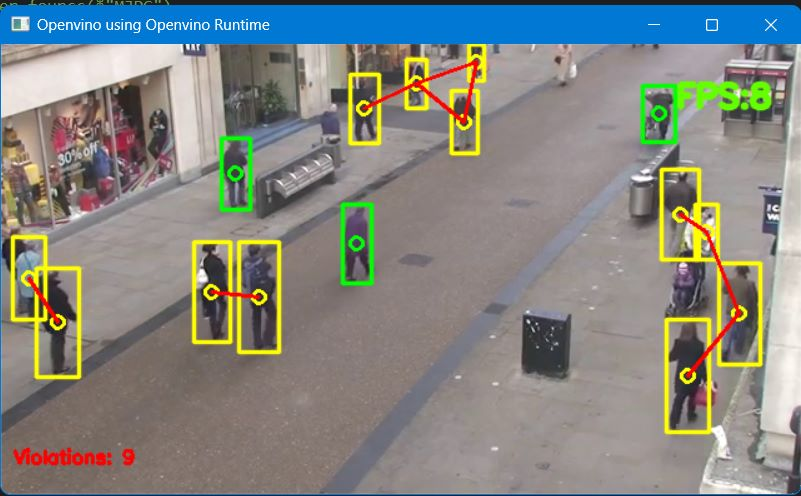 Openvino using Openvino Runtime
FPS:8
30% off
Violations: 9